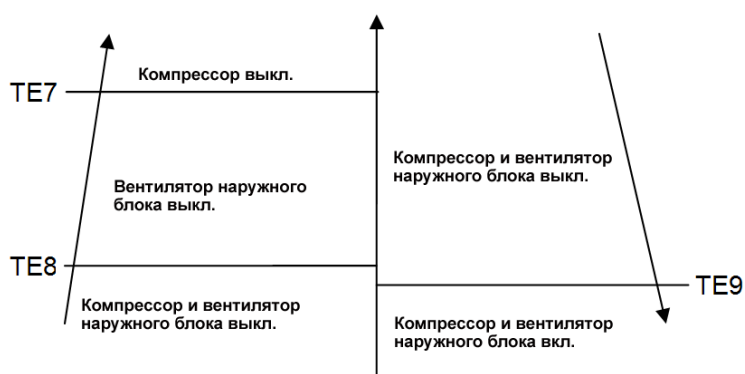 Компрессор выкл.
TE7
Компрессор и вентилятор
наружного блока выкл.
Вентилятор наружного
блока выкл.
TE8
TE9
Компрессор и вентилятор
наружного блока выкл.
Компрессор и вентилятор
наружного блока вкл.